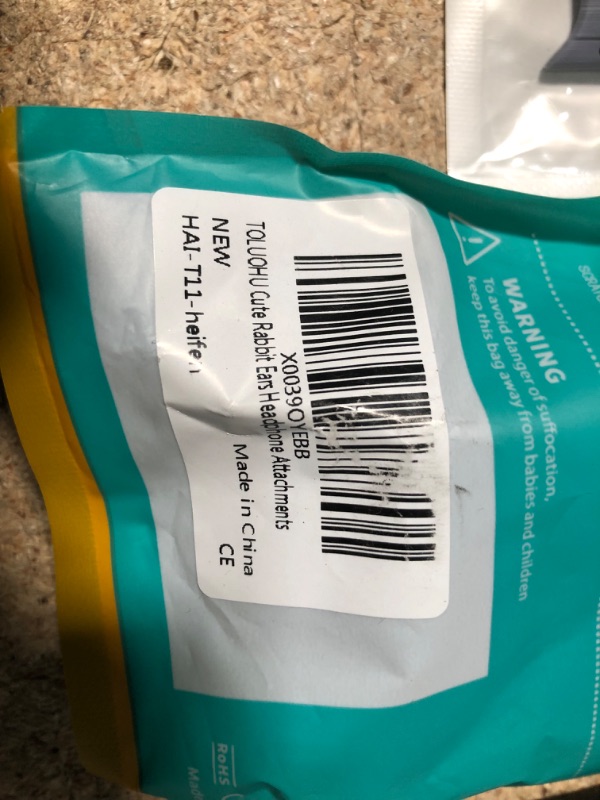 X0039OYEBB
TOLUOHU Cute Rabbit Ears Headphone Attachments
NEW
Made in China
HAI-T11-heifen
CE
WARNING
To avoid danger of suffocation,
keep this bag away from babies and children
RoHS